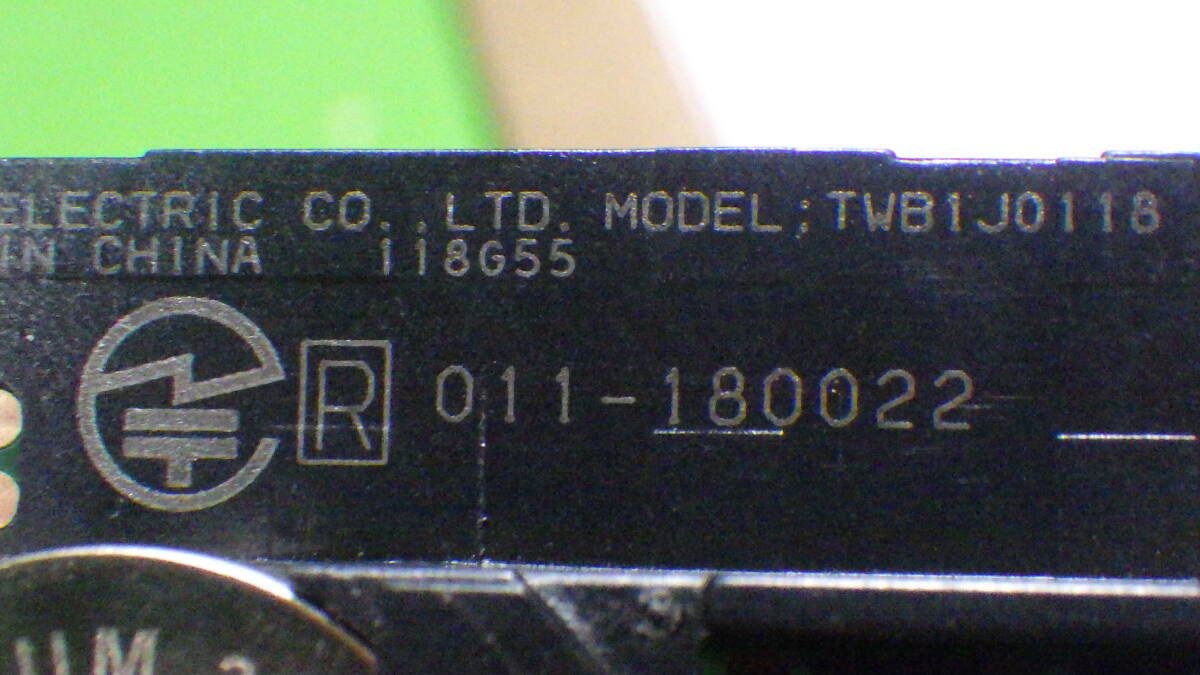 ELECTRIC CO.,LTD. MODEL;TWB1J0118
IN CHINA 118G55
R 011-180022